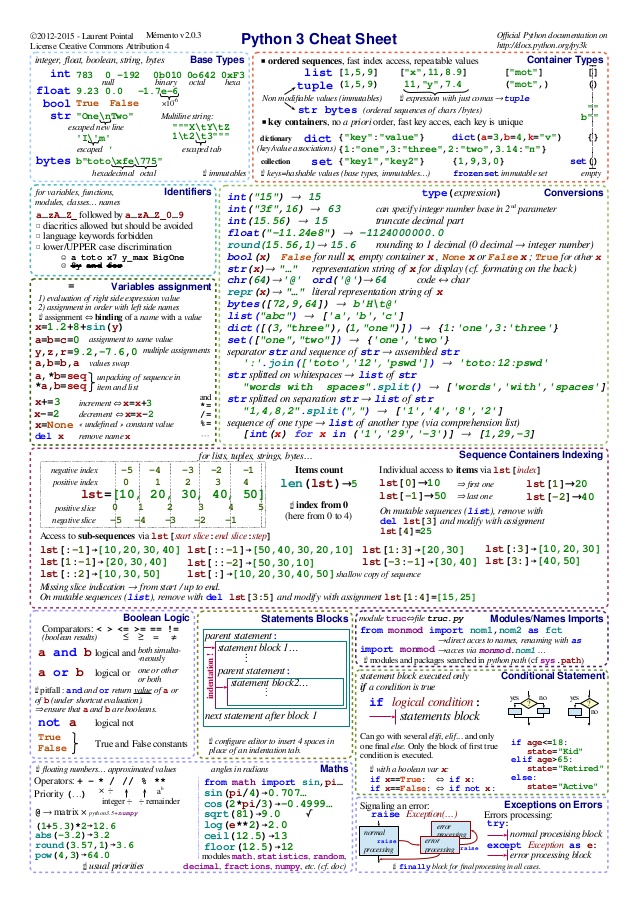 ©2012-2015 - Laurent Pointal Mémento v2.0.3
License Creative Commons Attribution 4
Python 3 Cheat Sheet
Official Python documentation on
http://docs.python.org/py3k
integer, float, boolean, string, bytes Base Types
int 783 0 -192 0b010 0o642 0xF3
null binary octal hexa
float 9.23 0.0 -1.7e-6
bool True False ×10⁻⁶
str "One\nTwo" Multiline string:
escaped new line """X\tY\tZ
'I\'m' 1\t2\t3"""
escaped ' escaped tab
bytes b"toto\xfe\775"
hexadecimal octal immutables
■ ordered sequences, fast index access, repeatable values Container Types
list [1,5,9] ["x",11,8.9] ["mot"] []
tuple (1,5,9) 11,"y",7.4 ("mot",) ()
Non modifiable values (immutables) expression with just comas → tuple
str bytes (ordered sequences of chars / bytes) ""
b""
■ key containers, no a priori order, fast key acces, each key is unique
dictionary dict {"key":"value"} dict(a=3,b=4,k="v") {}
(key/value associations) {1:"one",3:"three",2:"two",3.14:"π"}
collection set {"key1","key2"} {1,9,3,0} set()
keys=hashable values (base types, immutables…) frozenset immutable set empty
for variables, functions, Identifiers
modules, classes… names
a…zA…Z_ followed by a…zA…Z_0…9
□ diacritics allowed but should be avoided
□ language keywords forbidden
□ lower/UPPER case discrimination
☺ a toto x7 y_max BigOne
☹ 8y and for
= Variables assignment
1) evaluation of right side expression value
2) assignment in order with left side names
assignment ⇔ binding of a name with a value
x=1.2+8+sin(y)
a=b=c=0 assignment to same value
y,z,r=9.2,-7.6,0 multiple assignments
a,b=b,a values swap
a,*b=seq unpacking of sequence in
*a,b=seq item and list
and
x+=3 increment ⇔ x=x+3 *=
x-=2 decrement ⇔ x=x-2 /=
x=None « undefined » constant value %=
del x remove name x …
type(expression) Conversions
int("15") → 15
int("3f",16) → 63 can specify integer number base in 2nd parameter
int(15.56) → 15 truncate decimal part
float("-11.24e8") → -1124000000.0
round(15.56,1)→ 15.6 rounding to 1 decimal (0 decimal → integer number)
bool(x) False for null x, empty container x, None or False x ; True for other x
str(x)→ "…" representation string of x for display (cf. formating on the back)
chr(64)→'@' ord('@')→64 code ↔ char
repr(x)→ "…" literal representation string of x
bytes([72,9,64]) → b'H\t@'
list("abc") → ['a','b','c']
dict([(3,"three"),(1,"one")]) → {1:'one',3:'three'}
set(["one","two"]) → {'one','two'}
separator str and sequence of str → assembled str
':'.join(['toto','12','pswd']) → 'toto:12:pswd'
str splitted on whitespaces → list of str
"words with spaces".split() → ['words','with','spaces']
str splitted on separation str → list of str
"1,4,8,2".split(",") → ['1','4','8','2']
sequence of one type → list of another type (via comprehension list)
[int(x) for x in ('1','29','-3')] → [1,29,-3]
for lists, tuples, strings, bytes… Sequence Containers Indexing
negative index -5 -4 -3 -2 -1
positive index 0 1 2 3 4
lst=[10, 20, 30, 40, 50]
positive slice 0 1 2 3 4 5
negative slice -5 -4 -3 -2 -1
Items count
len(lst)→5
index from 0
(here from 0 to 4)
Individual access to items via lst[index]
lst[0]→10 ⇒ first one lst[1]→20
lst[-1]→50 ⇒ last one lst[-2]→40
On mutable sequences (list), remove with
del lst[3] and modify with assignment
lst[4]=25
Access to sub-sequences via lst[start slice:end slice:step]
lst[:-1]→[10,20,30,40] lst[::-1]→[50,40,30,20,10] lst[1:3]→[20,30] lst[:3]→[10,20,30]
lst[1:-1]→[20,30,40] lst[::-2]→[50,30,10] lst[-3:-1]→[30,40] lst[3:]→[40,50]
lst[::2]→[10,30,50] lst[:]→[10,20,30,40,50] shallow copy of sequence
Missing slice indication → from start / up to end.
On mutable sequences (list), remove with del lst[3:5] and modify with assignment lst[1:4]=[15,25]
Boolean Logic
Comparators: < > <= >= == !=
(boolean results) ≤ ≥ = ≠
a and b logical and both simulta-
-neously
a or b logical or one or other
or both
pitfall : and and or return value of a or
of b (under shortcut evaluation).
⇒ ensure that a and b are booleans.
not a logical not
True
False True and False constants
Statements Blocks
parent statement :
statement block 1…
⋮
parent statement :
statement block2…
⋮
next statement after block 1
indentation !
configure editor to insert 4 spaces in
place of an indentation tab.
module truc⇔file truc.py Modules/Names Imports
from monmod import nom1,nom2 as fct
→direct acces to names, renaming with as
import monmod →acces via monmod.nom1 …
modules and packages searched in python path (cf sys.path)
statement block executed only Conditional Statement
if a condition is true
if logical condition :
statements block
yes ? no yes ? no
Can go with several elif, elif... and only
one final else. Only the block of first true
condition is executed.
with a boolean var x:
if x==True: ⇔ if x:
if x==False: ⇔ if not x:
if age<=18:
state="Kid"
elif age>65:
state="Retired"
else:
state="Active"
floating numbers… approximated values angles in radians Maths
Operators: + - * / // % **
Priority (…) × ÷ aᵇ
integer ÷ ÷ remainder
@ → matrix × python3.5+numpy
(1+5.3)*2→12.6
abs(-3.2)→3.2
round(3.57,1)→3.6
pow(4,3)→64.0
usual priorities
from math import sin,pi…
sin(pi/4)→0.707…
cos(2*pi/3)→-0.4999…
sqrt(81)→9.0 √
log(e**2)→2.0
ceil(12.5)→13
floor(12.5)→12
modules math, statistics, random,
decimal, fractions, numpy, etc. (cf. doc)
Signaling an error: Exceptions on Errors
raise Exception(…)
Errors processing:
try:
normal procesising block
except Exception as e:
error processing block
normal
processing
raise
error
processing
error
processing
raise
finally block for final processing in all cases.